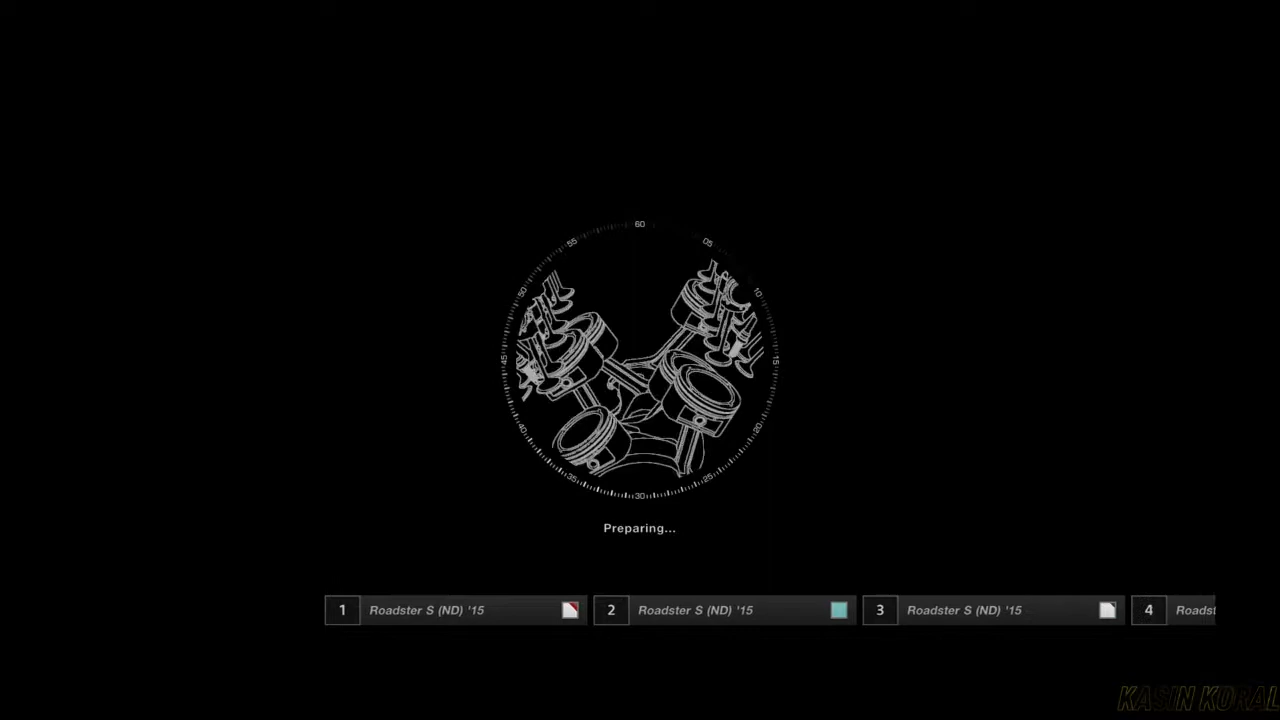 60
55 05
50 10
45 15
40 20
35 25
30
Preparing...
1 Roadster S (ND) '15 2 Roadster S (ND) '15 3 Roadster S (ND) '15 4 Roadst
KASIN KORAL